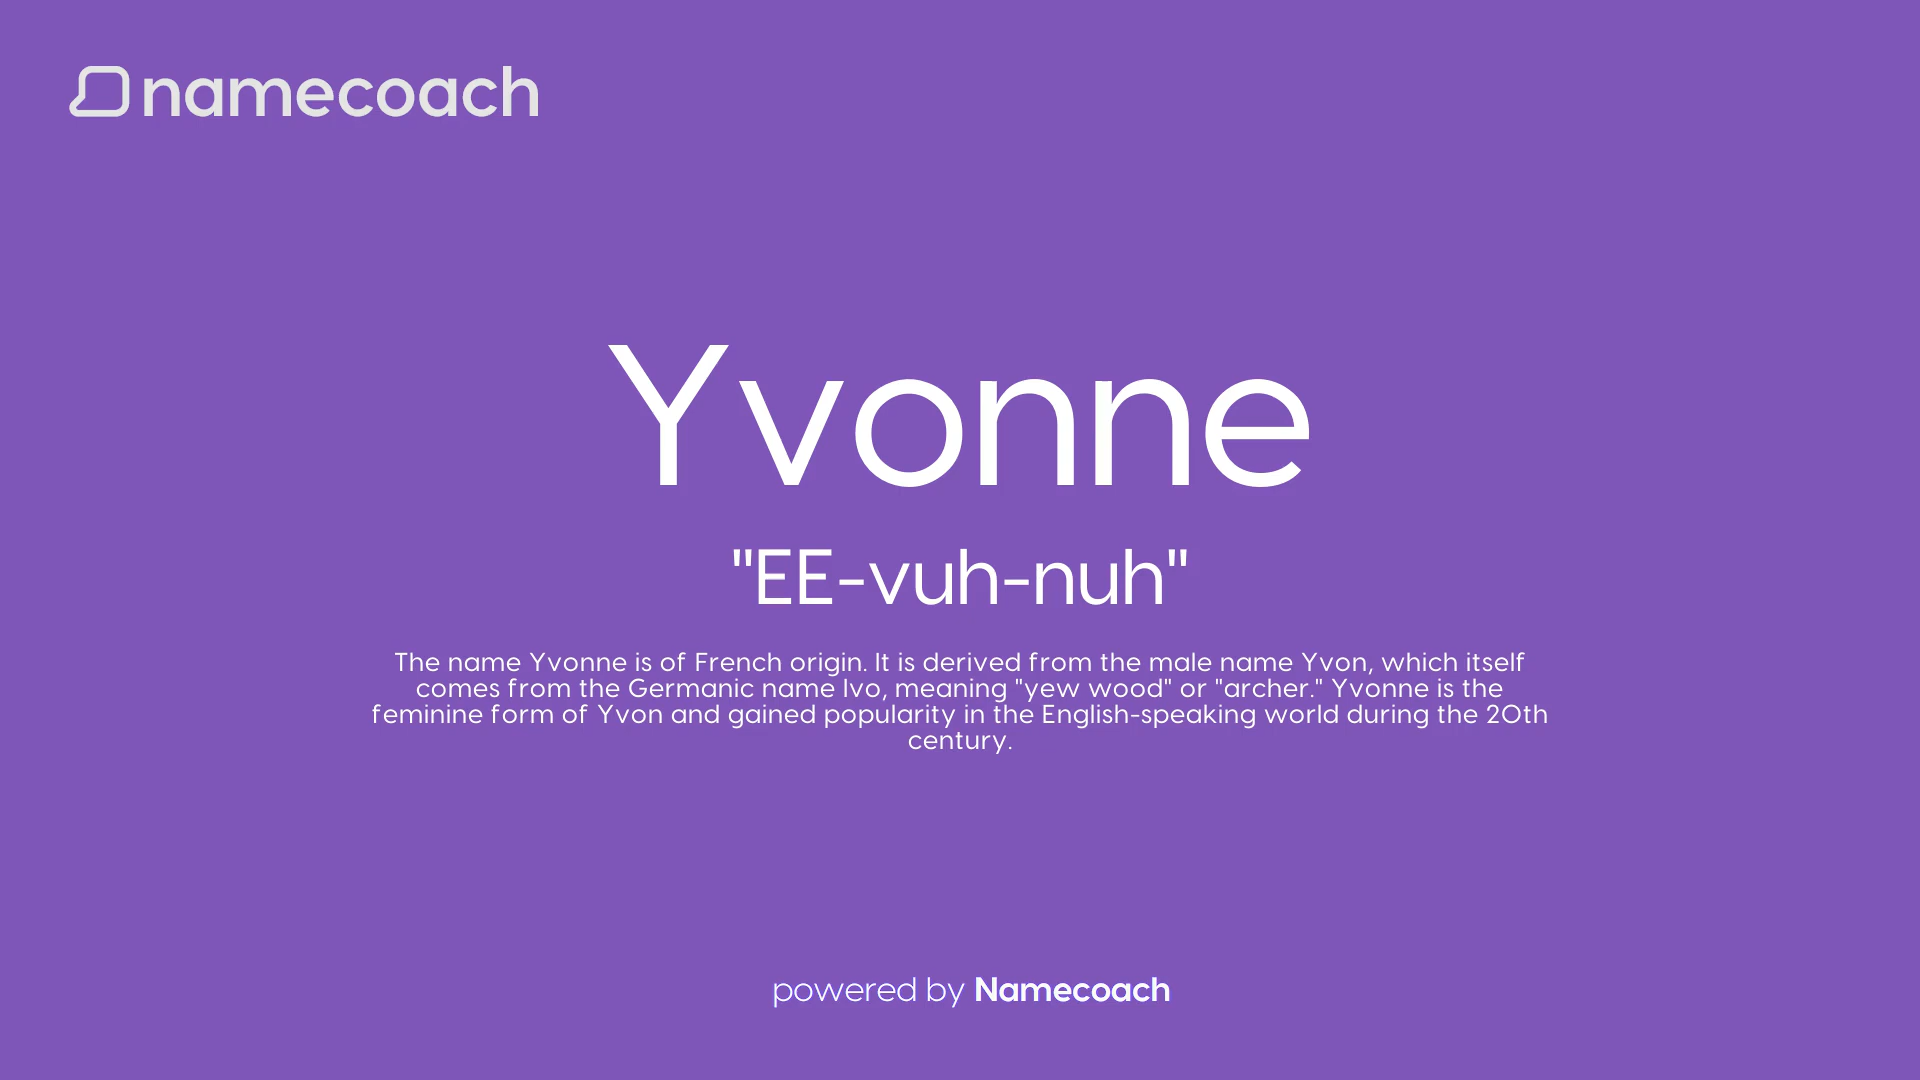 namecoach
Yvonne
"EE-vuh-nuh"
The name Yvonne is of French origin. It is derived from the male name Yvon, which itself
comes from the Germanic name Ivo, meaning "yew wood" or "archer." Yvonne is the
feminine form of Yvon and gained popularity in the English-speaking world during the 20th
century.
powered by Namecoach